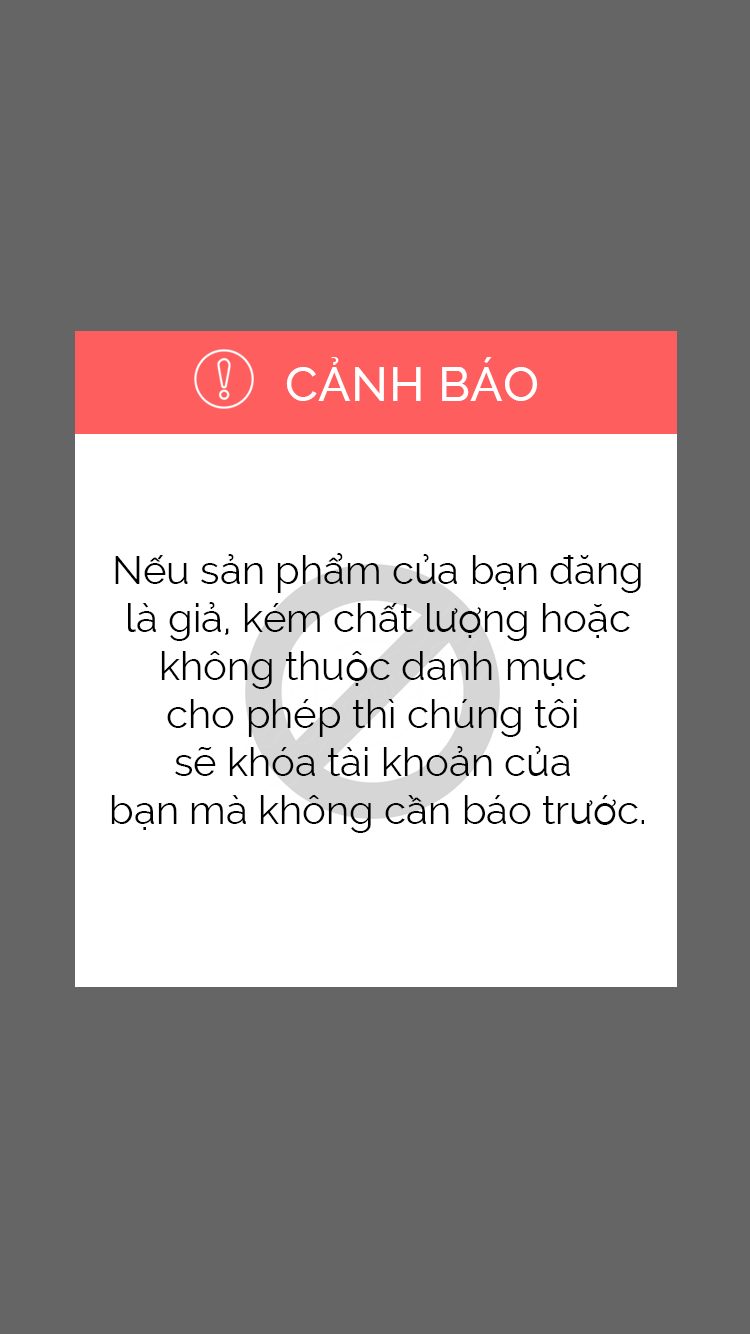 CẢNH BÁO
Nếu sản phẩm của bạn đăng
là giả, kém chất lượng hoặc
không thuộc danh mục
cho phép thì chúng tôi
sẽ khóa tài khoản của
bạn mà không cần báo trước.